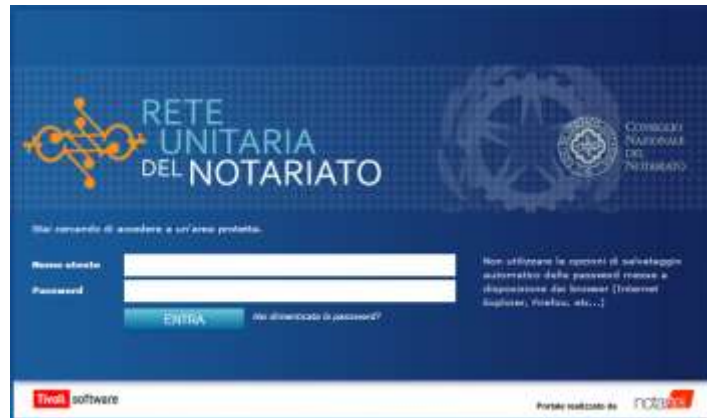 RETE
UNITARIA
DEL NOTARIATO
CONSIGLIO
NAZIONALE
DEL
NOTARIATO
Stai cercando di accedere a un'area protetta.
Nome utente
Password
ENTRA
Hai dimenticato la password?
Non utilizzare le opzioni di salvataggio
automatico delle password messe a
disposizione dai browser (Internet
Explorer, Firefox, etc...)
Tivoli software
Portale realizzato da
notartel